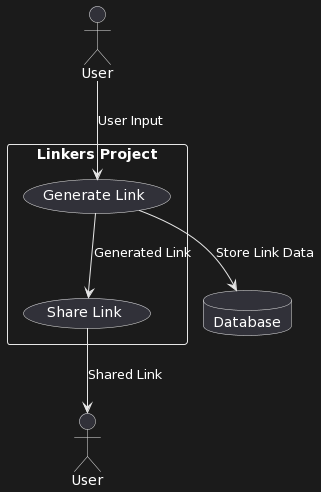 User
User Input
Linkers Project
Generate Link
Generated Link
Store Link Data
Share Link
Database
Shared Link
User